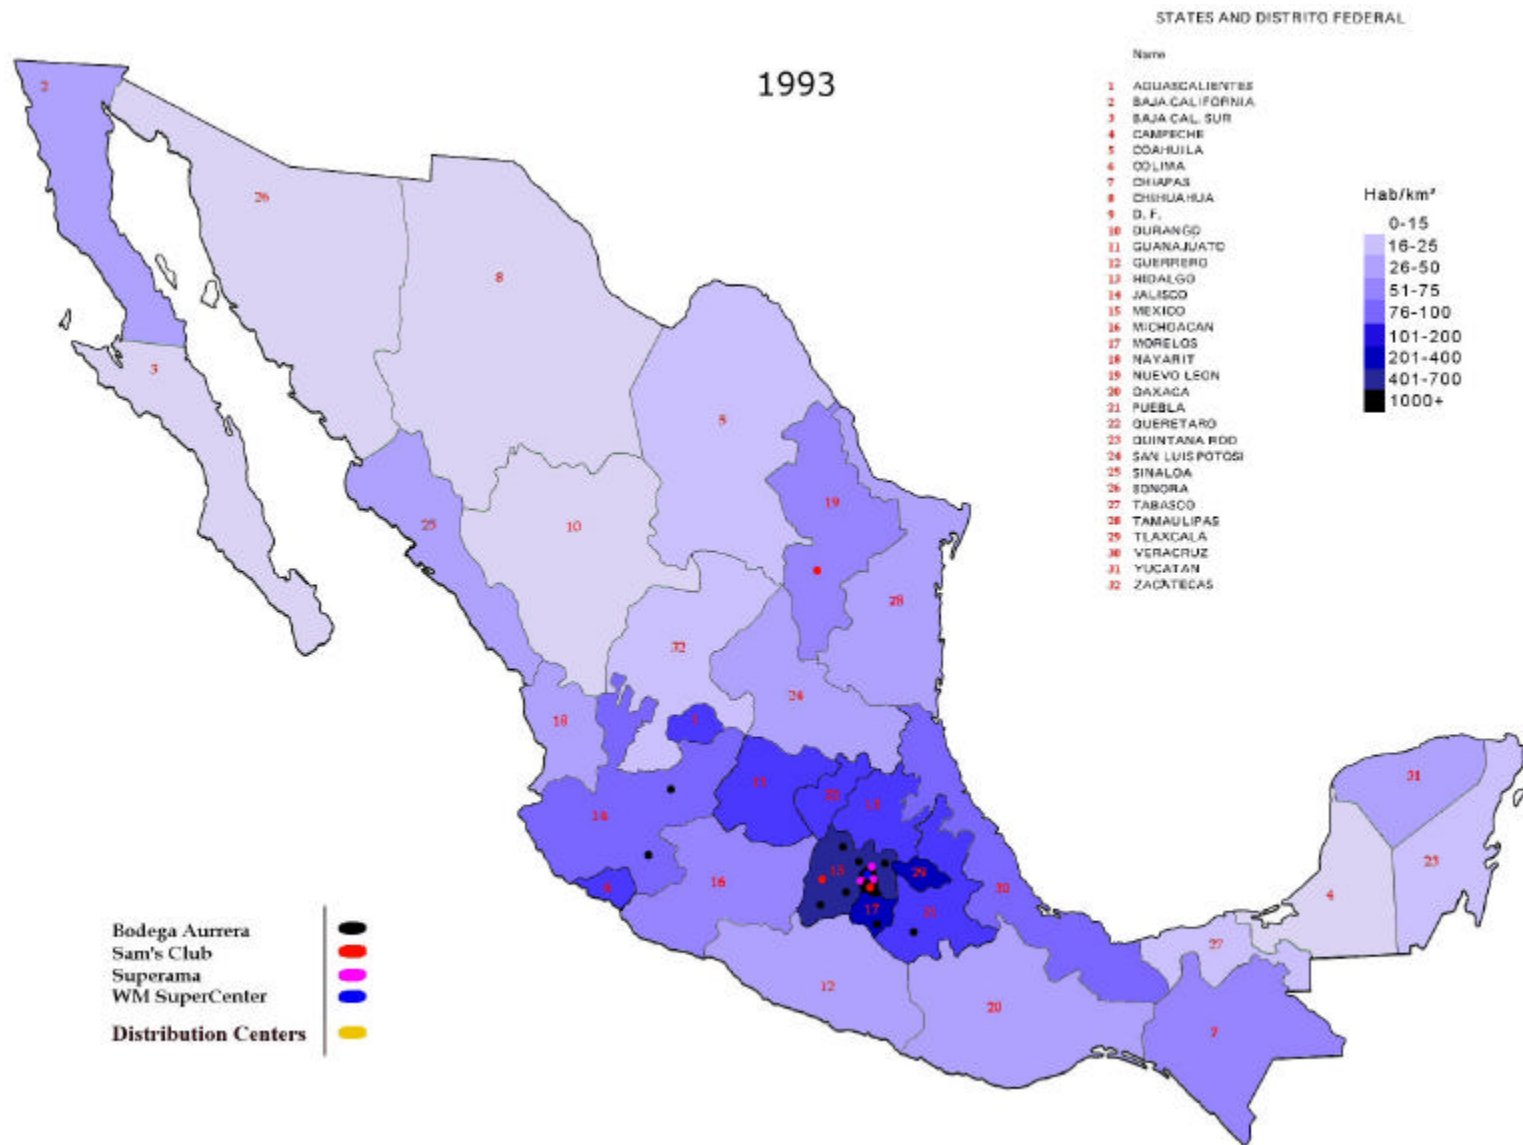 STATES AND DISTRITO FEDERAL
Name
1993
1 AGUASCALIENTES
2 BAJA CALIFORNIA
3 BAJA CAL. SUR
4 CAMPECHE
5 COAHUILA
6 COLIMA
7 CHIAPAS
8 CHIHUAHUA
9 D. F.
10 DURANGO
11 GUANAJUATO
12 GUERRERO
13 HIDALGO
14 JALISCO
15 MEXICO
16 MICHOACAN
17 MORELOS
18 NAYARIT
19 NUEVO LEON
20 OAXACA
21 PUEBLA
22 QUERETARO
23 QUINTANA ROO
24 SAN LUIS POTOSI
25 SINALOA
26 SONORA
27 TABASCO
28 TAMAULIPAS
29 TLAXCALA
30 VERACRUZ
31 YUCATAN
32 ZACATECAS
Hab/km²
0-15
16-25
26-50
51-75
76-100
101-200
201-400
401-700
1000+
2
26
8
3
5
19
25
10
28
32
24
18
1
11
22
13
31
14
23
15
29
16
6
30
4
17
21
27
12
20
7
Bodega Aurrera
Sam's Club
Superama
WM SuperCenter
Distribution Centers